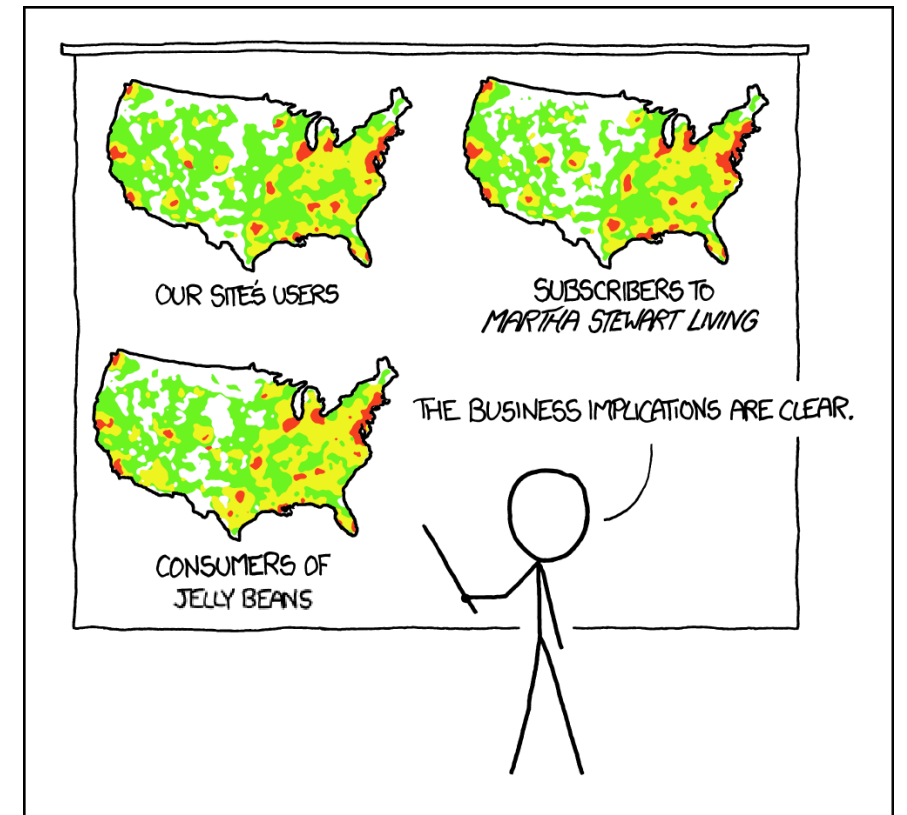 OUR SITE'S USERS
SUBSCRIBERS TO
MARTHA STEWART LIVING
CONSUMERS OF
JELLY BEANS
THE BUSINESS IMPLICATIONS ARE CLEAR.